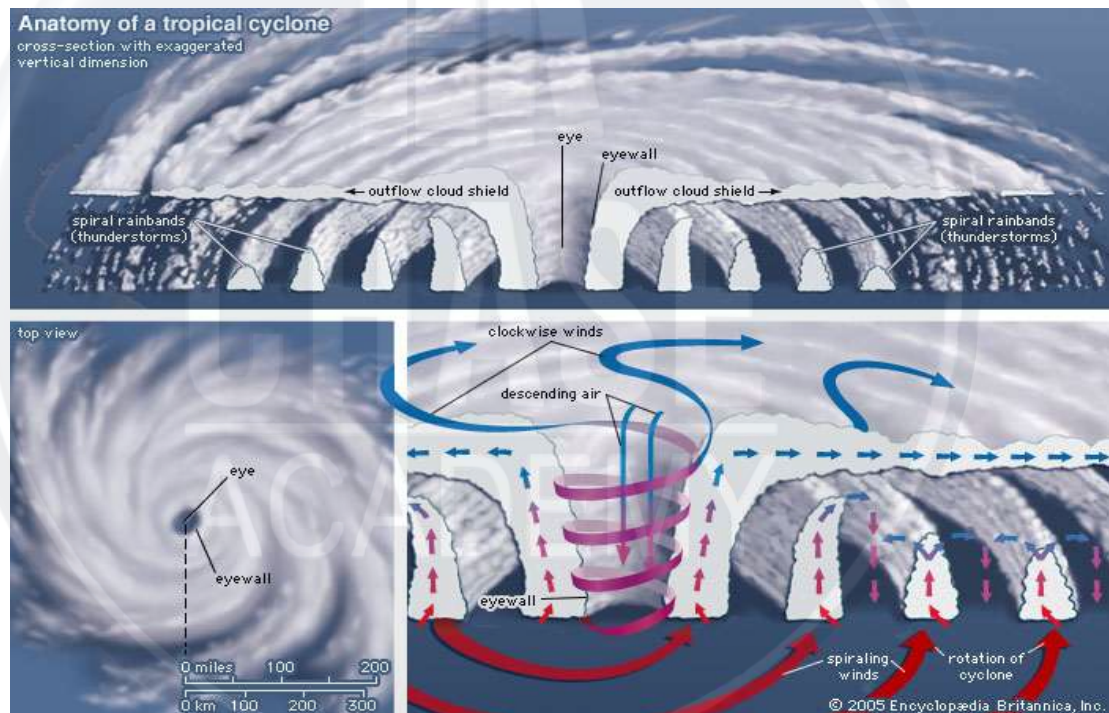 Anatomy of a tropical cyclone
cross-section with exaggerated
vertical dimension
eye
eyewall
outflow cloud shield
outflow cloud shield
spiral rainbands
(thunderstorms)
spiral rainbands
(thunderstorms)
top view
eye
eyewall
0 miles 100 200
0 km 100 200 300
clockwise winds
descending air
eyewall
spiraling
winds
rotation of
cyclone
© 2005 Encyclopædia Britannica, Inc.
CHASE
ACADEMY